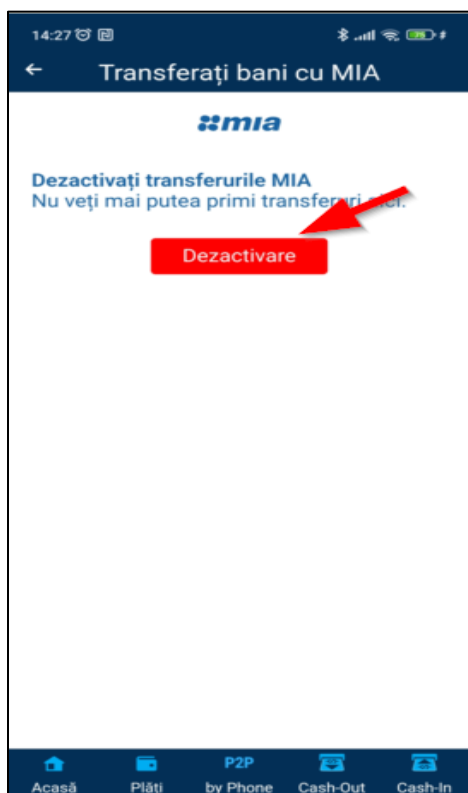 14:27
Transferați bani cu MIA
mia
Dezactivați transferurile MIA
Nu veți mai putea primi transferuri aici.
Dezactivare
P2P
Acasă Plăți by Phone Cash-Out Cash-In